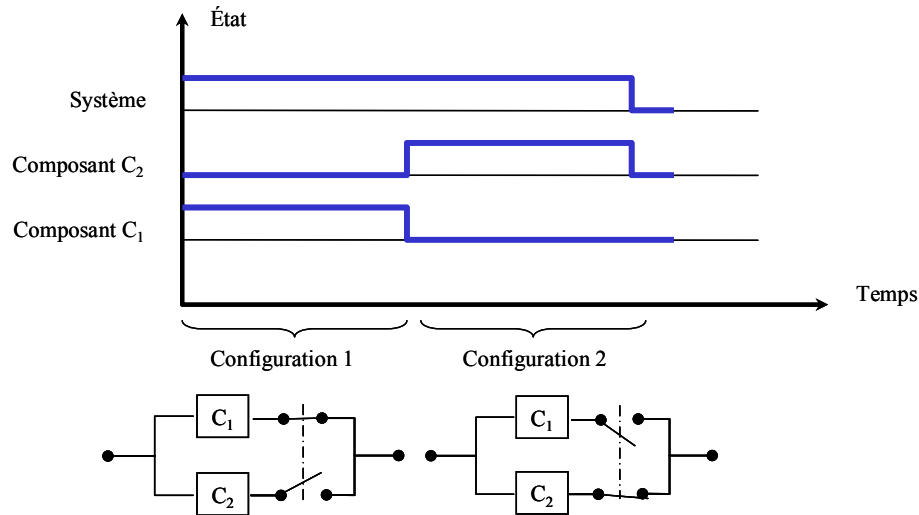 État
Système
Composant C2
Composant C1
Temps
Configuration 1
Configuration 2
C1
C1
C2
C2